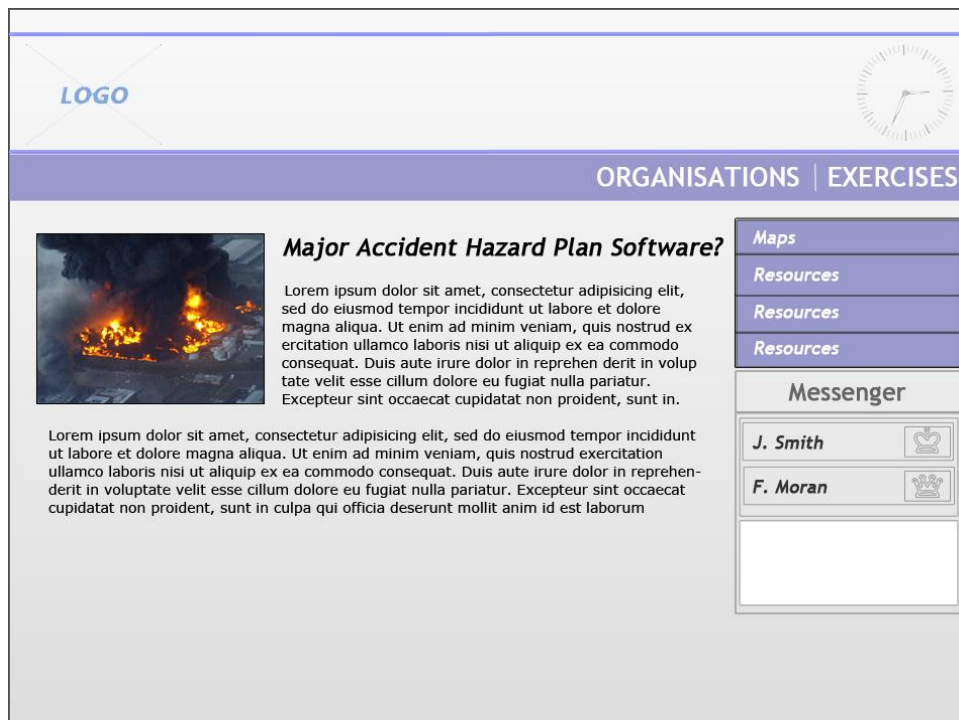 LOGO
ORGANISATIONS | EXERCISES
Major Accident Hazard Plan Software?
Lorem ipsum dolor sit amet, consectetur adipisicing elit,
sed do eiusmod tempor incididunt ut labore et dolore
magna aliqua. Ut enim ad minim veniam, quis nostrud ex
ercitation ullamco laboris nisi ut aliquip ex ea commodo
consequat. Duis aute irure dolor in reprehen derit in volup
tate velit esse cillum dolore eu fugiat nulla pariatur.
Excepteur sint occaecat cupidatat non proident, sunt in.
Lorem ipsum dolor sit amet, consectetur adipisicing elit, sed do eiusmod tempor incididunt
ut labore et dolore magna aliqua. Ut enim ad minim veniam, quis nostrud exercitation
ullamco laboris nisi ut aliquip ex ea commodo consequat. Duis aute irure dolor in reprehen-
derit in voluptate velit esse cillum dolore eu fugiat nulla pariatur. Excepteur sint occaecat
cupidatat non proident, sunt in culpa qui officia deserunt mollit anim id est laborum
Maps
Resources
Resources
Resources
Messenger
J. Smith
F. Moran